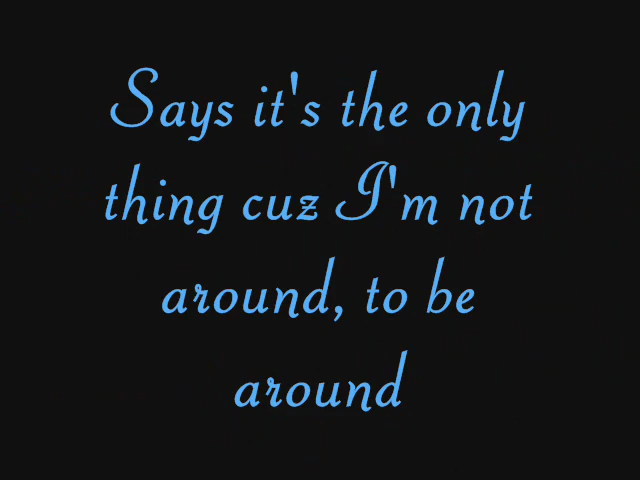 Says it's the only
thing cuz I'm not
around, to be
around